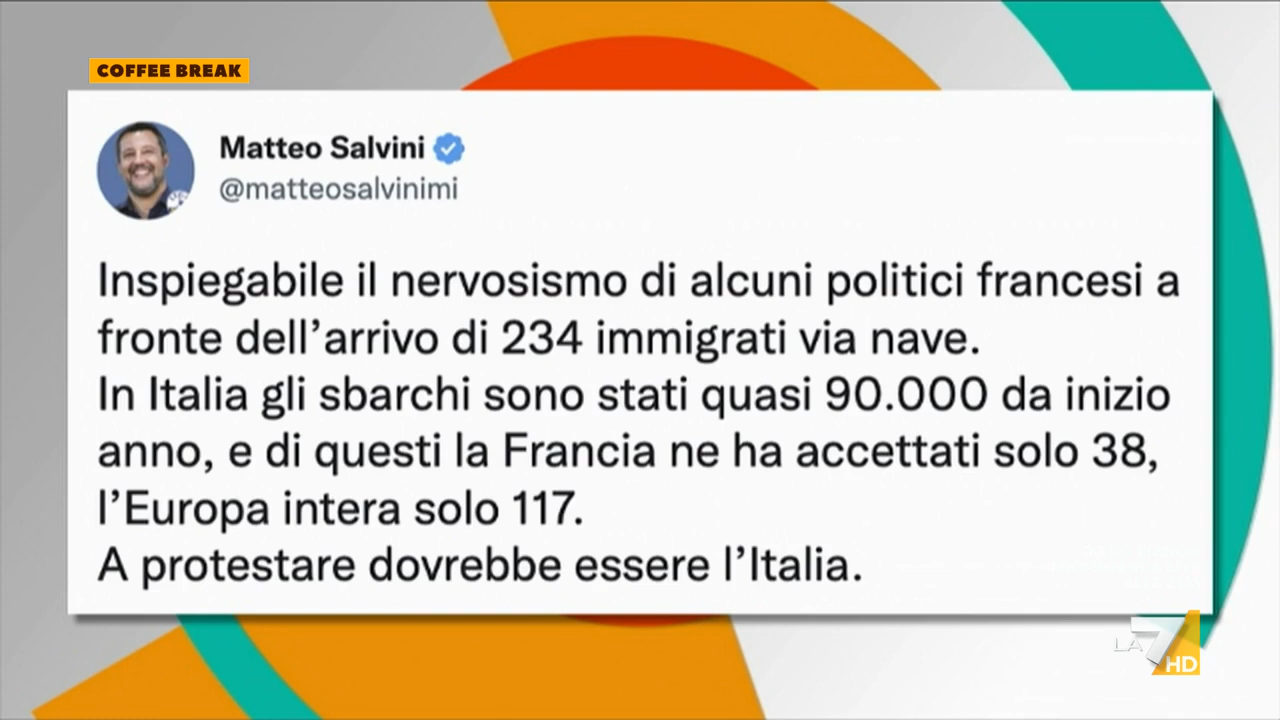 COFFEE BREAK
Matteo Salvini
@matteosalvinimi
Inspiegabile il nervosismo di alcuni politici francesi a
fronte dell’arrivo di 234 immigrati via nave.
In Italia gli sbarchi sono stati quasi 90.000 da inizio
anno, e di questi la Francia ne ha accettati solo 38,
l’Europa intera solo 117.
A protestare dovrebbe essere l’Italia.
LA7
HD